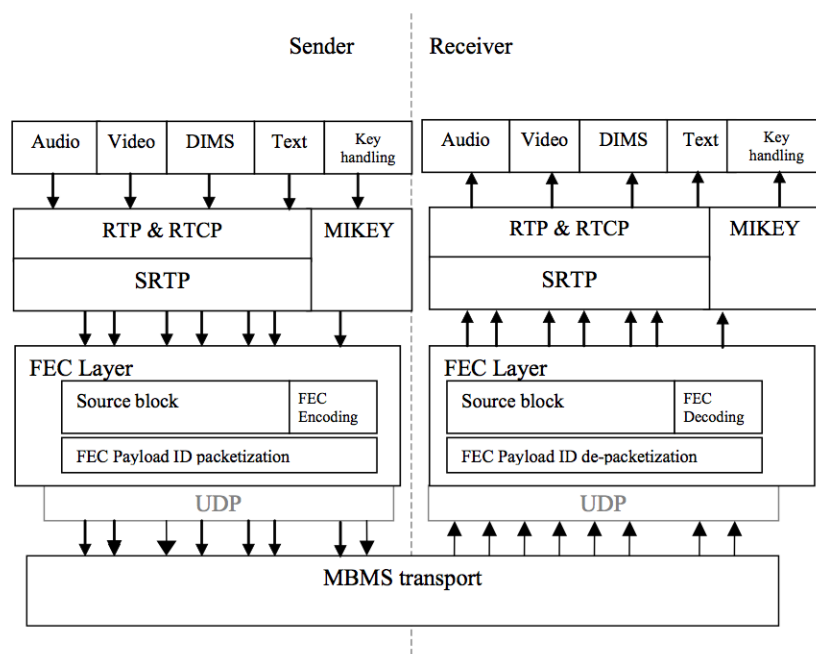 Sender Receiver
Audio Video DIMS Text Key handling
Audio Video DIMS Text Key handling
RTP & RTCP MIKEY
SRTP
RTP & RTCP MIKEY
SRTP
FEC Layer
Source block FEC Encoding
FEC Payload ID packetization
UDP
FEC Layer
Source block FEC Decoding
FEC Payload ID de-packetization
UDP
MBMS transport